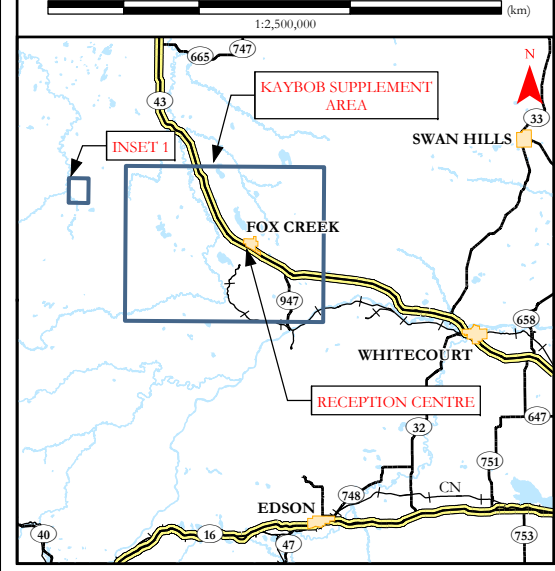 (km)
1:2,500,000
747
665
N
KAYBOB SUPPLEMENT
AREA
43
33
SWAN HILLS
INSET 1
FOX CREEK
947
658
WHITECOURT
RECEPTION CENTRE
647
32
751
CN
748
EDSON
16
40
47
753